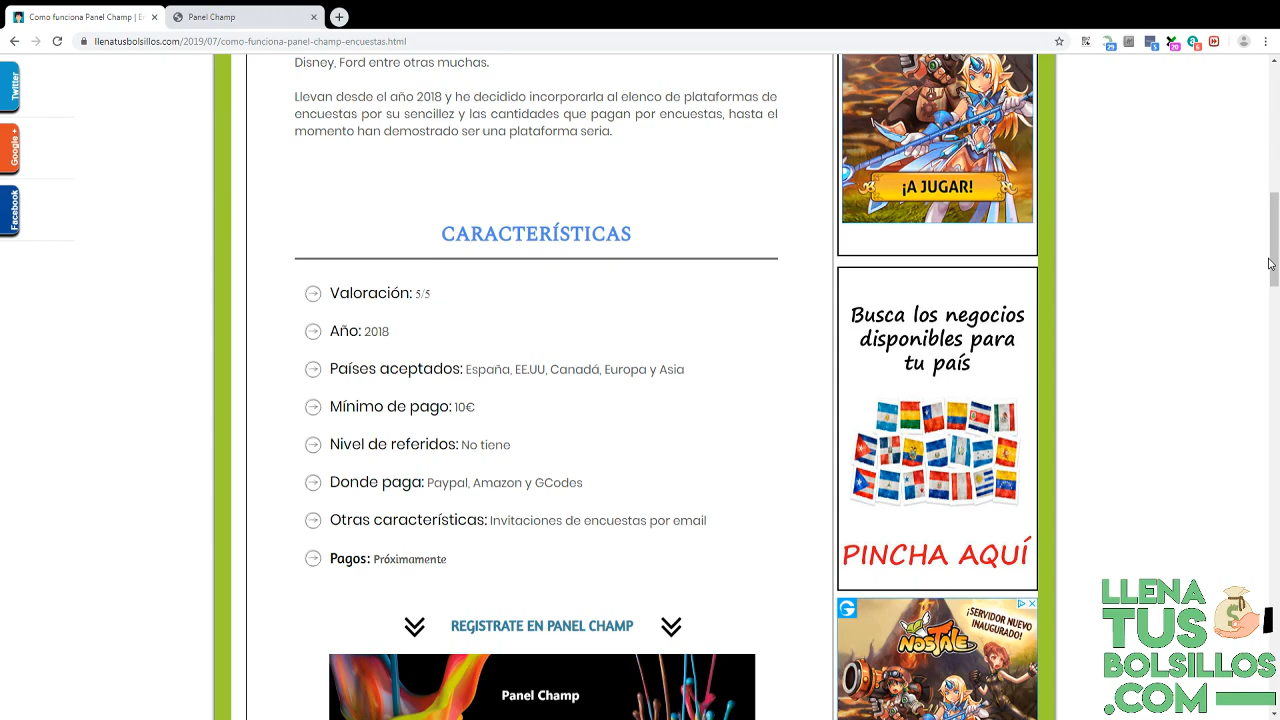 Como funciona Panel Champ | E
Panel Champ
llenatusbolsillos.com/2019/07/como-funciona-panel-champ-encuestas.html
Twitter
Google +
Facebook
Disney, Ford entre otras muchas.
Llevan desde el año 2018 y he decidido incorporarla al elenco de plataformas de
encuestas por su sencillez y las cantidades que pagan por encuestas, hasta el
momento han demostrado ser una plataforma seria.
CARACTERÍSTICAS
Valoración: 5/5
Año: 2018
Países aceptados: España, EE.UU, Canadá, Europa y Asia
Mínimo de pago: 10€
Nivel de referidos: No tiene
Donde paga: Paypal, Amazon y GCodes
Otras características: Invitaciones de encuestas por email
Pagos: Próximamente
REGISTRATE EN PANEL CHAMP
Panel Champ
¡A JUGAR!
Busca los negocios
disponibles para
tu país
PINCHA AQUÍ
¡SERVIDOR NUEVO
INAUGURADO!
NOSTALE
LLENA
TUS
BOLSILLOS
.COM